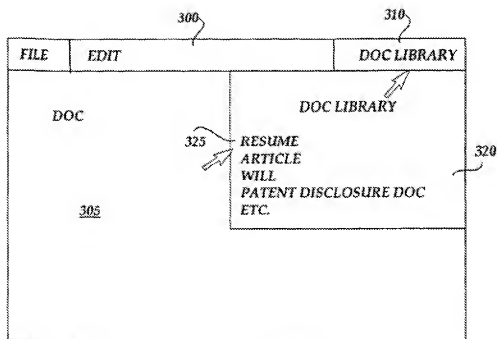 300
310
FILE
EDIT
DOC LIBRARY
DOC
DOC LIBRARY
325
RESUME
ARTICLE
WILL
PATENT DISCLOSURE DOC
ETC.
320
305